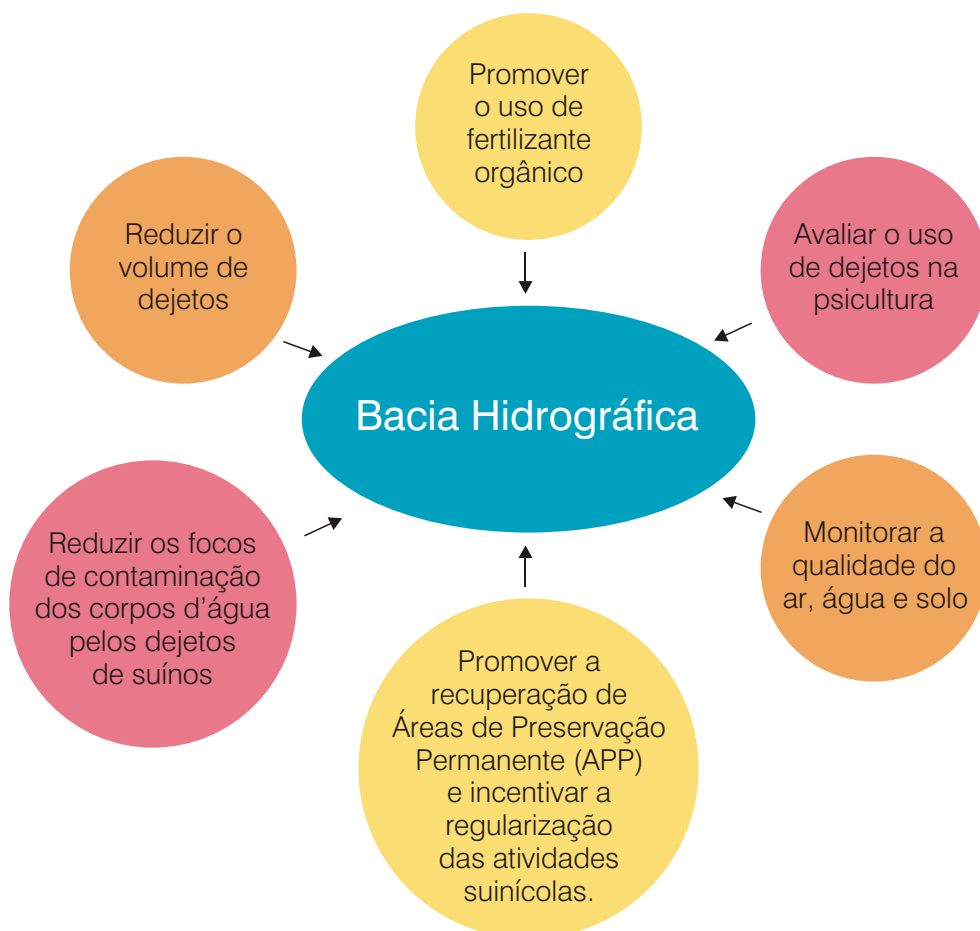 Promover
o uso de
fertilizante
orgânico
Reduzir o
volume de
dejetos
Avaliar o uso
de dejetos na
psicultura
Bacia Hidrográfica
Reduzir os focos
de contaminação
dos corpos d’água
pelos dejetos
de suínos
Monitorar a
qualidade do
ar, água e solo
Promover a
recuperação de
Áreas de Preservação
Permanente (APP)
e incentivar a
regularização
das atividades
suinícolas.